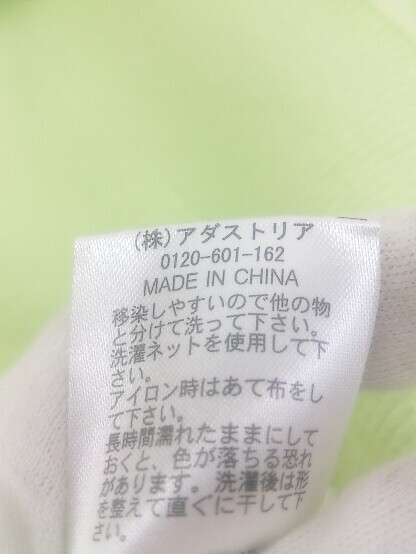 (株)アダストリア
0120-601-162
MADE IN CHINA
移染しやすいので他の物
と分けて洗って下さい。
洗濯ネットを使用して下
さい。
アイロン時はあて布をし
て下さい。
長時間濡れたままにして
おくと、色が落ちる恐れ
があります。洗濯後は形
を整えて直ぐに干して下
さい。